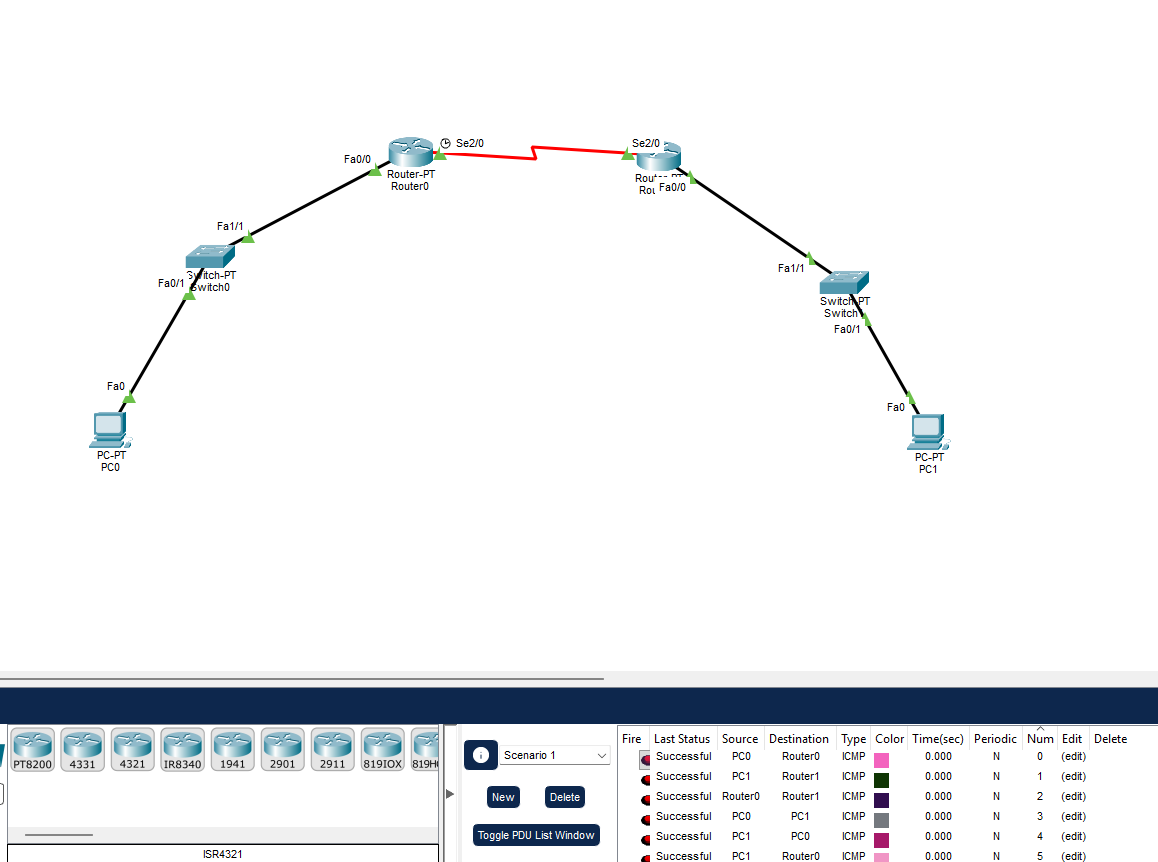 Se2/0
Se2/0
Fa0/0
Router-PT
Router0
Fa0/0
Fa1/1
Switch-PT
Switch0
Fa0/1
Fa1/1
Switch-PT
Switch
Fa0/1
Fa0
PC-PT
PC0
Fa0
PC-PT
PC1
PT8200
4331
4321
IR8340
1941
2901
2911
819IOX
ISR4321
Scenario 1
New
Delete
Toggle PDU List Window
Fire Last Status Source Destination Type Color Time(sec) Periodic Num Edit Delete
Successful PC0 Router0 ICMP 0.000 N 0 (edit)
Successful PC1 Router1 ICMP 0.000 N 1 (edit)
Successful Router0 Router1 ICMP 0.000 N 2 (edit)
Successful PC0 PC1 ICMP 0.000 N 3 (edit)
Successful PC1 PC0 ICMP 0.000 N 4 (edit)
Successful PC1 Router0 ICMP 0.000 N 5 (edit)